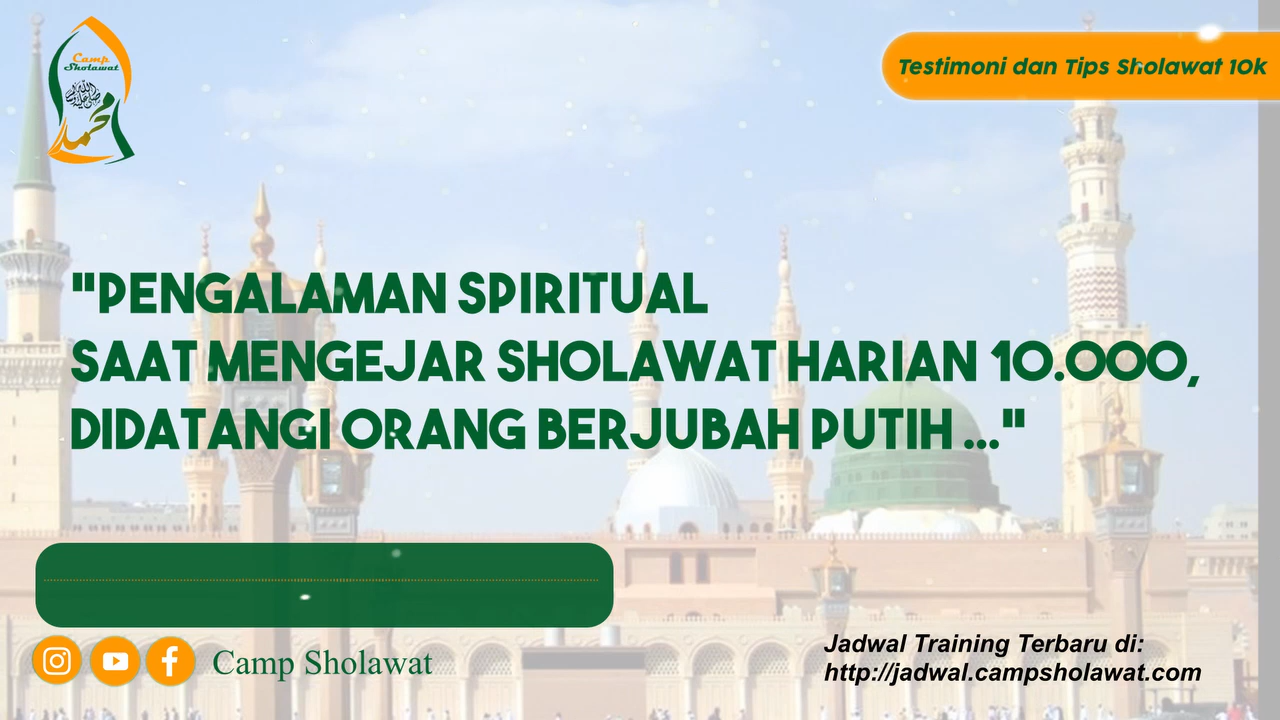 Camp
Sholawat
محمد
Testimoni dan Tips Sholawat 10k
"PENGALAMAN SPIRITUAL
SAAT MENGEJAR SHOLAWAT HARIAN 10.000,
DIDATANGI ORANG BERJUBAH PUTIH ..."
Camp Sholawat
Jadwal Training Terbaru di:
http://jadwal.campsholawat.com